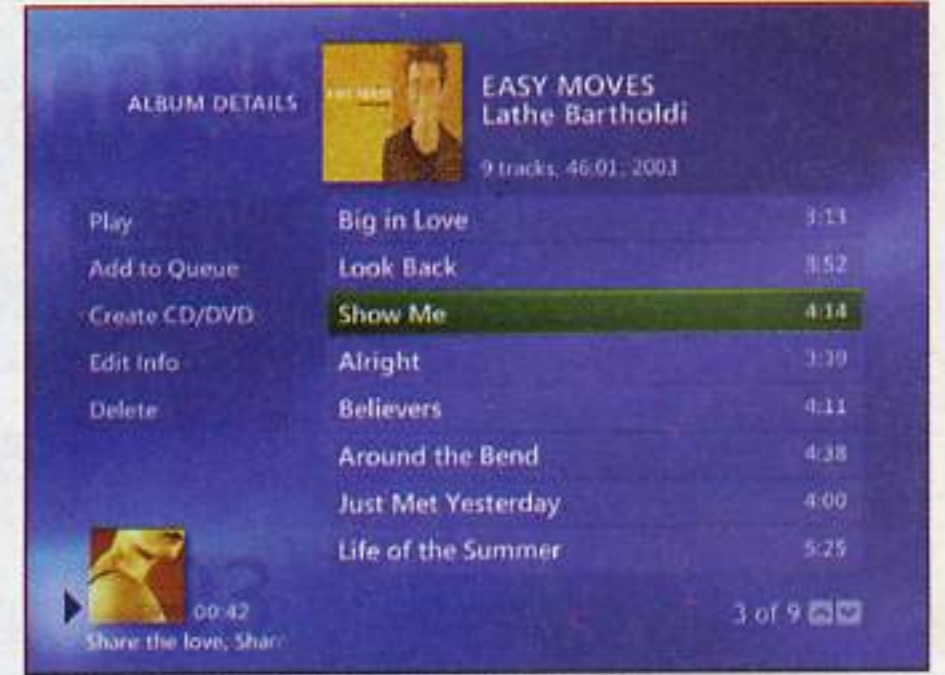 ALBUM DETAILS
EASY MOVES
Lathe Bartholdi
9 tracks, 46:01, 2003
Play
Add to Queue
Create CD/DVD
Edit Info
Delete
Big in Love 3:13
Look Back 3:52
Show Me 4:14
Alright 3:39
Believers 4:11
Around the Bend 4:38
Just Met Yesterday 4:00
Life of the Summer 5:25
00:42
Share the love, Shar
3 of 9